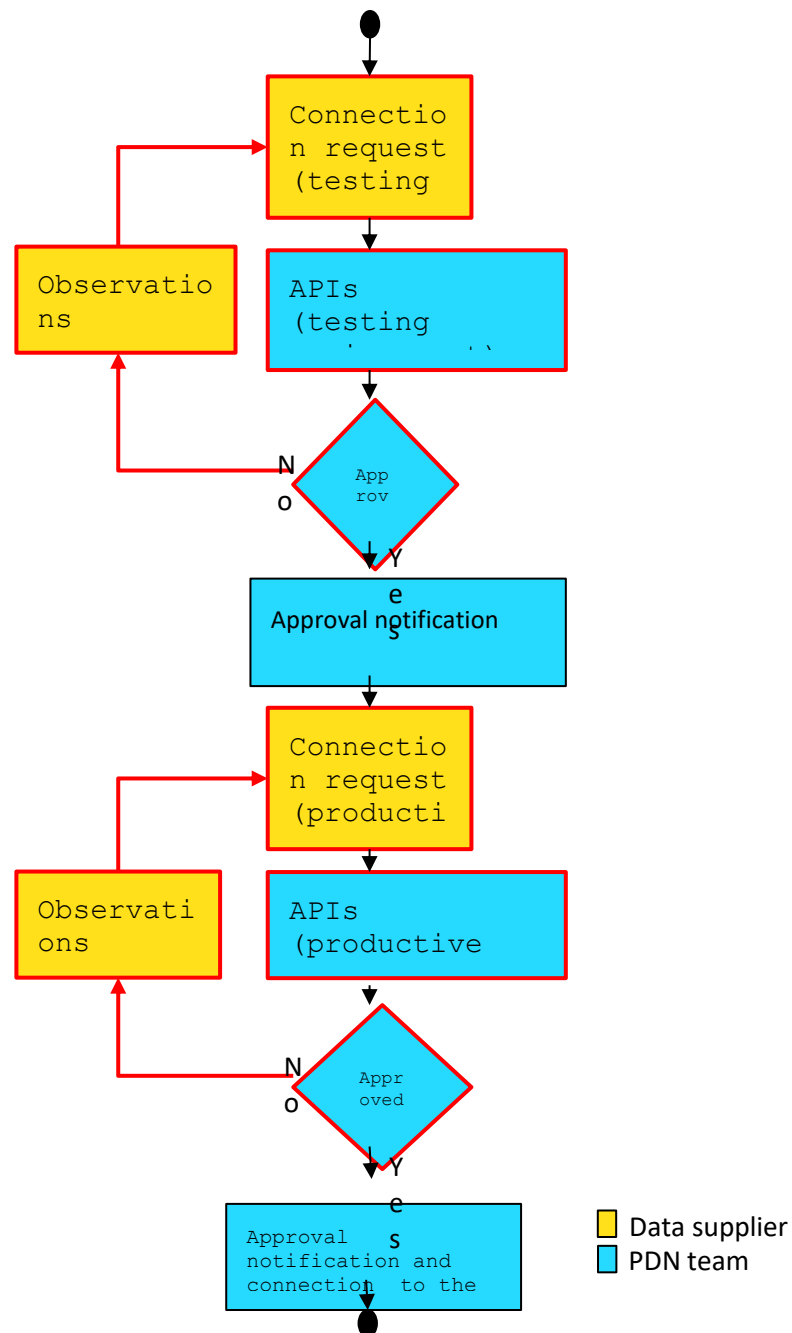 Connectio
n request
(testing
Observatio
ns
APIs
(testing
App
rov
N
o
Y
e
s
Approval notification
Connectio
n request
(producti
Observati
ons
APIs
(productive
Appr
oved
N
o
Y
e
s
Approval
notification and
connection to the
Data supplier
PDN team